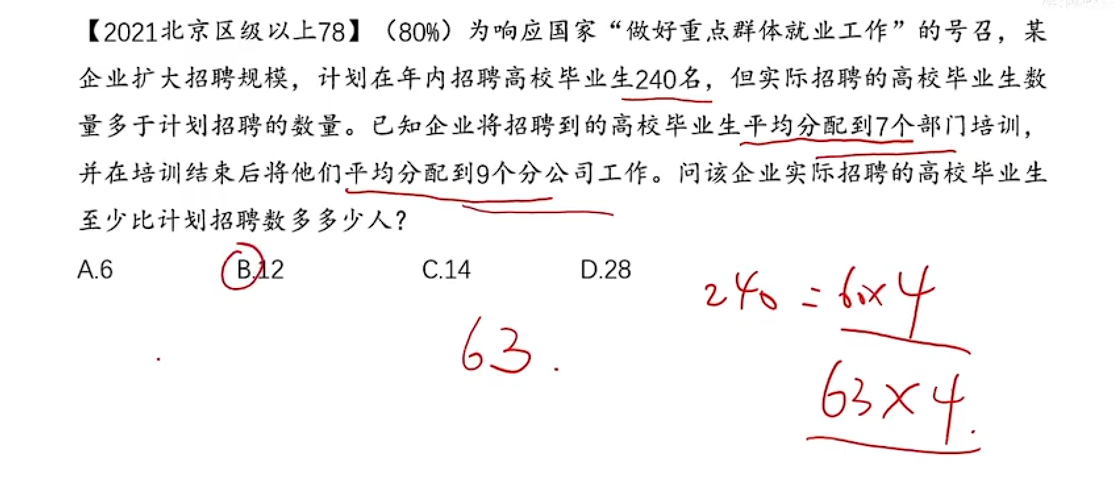 【2021北京区级以上78】（80%）为响应国家“做好重点群体就业工作”的号召，某
企业扩大招聘规模，计划在年内招聘高校毕业生240名，但实际招聘的高校毕业生数
量多于计划招聘的数量。已知企业将招聘到的高校毕业生平均分配到7个部门培训，
并在培训结束后将他们平均分配到9个分公司工作。问该企业实际招聘的高校毕业生
至少比计划招聘数多多少人？
A.6 B.12 C.14 D.28
240 = 60×4
63.
63×4.